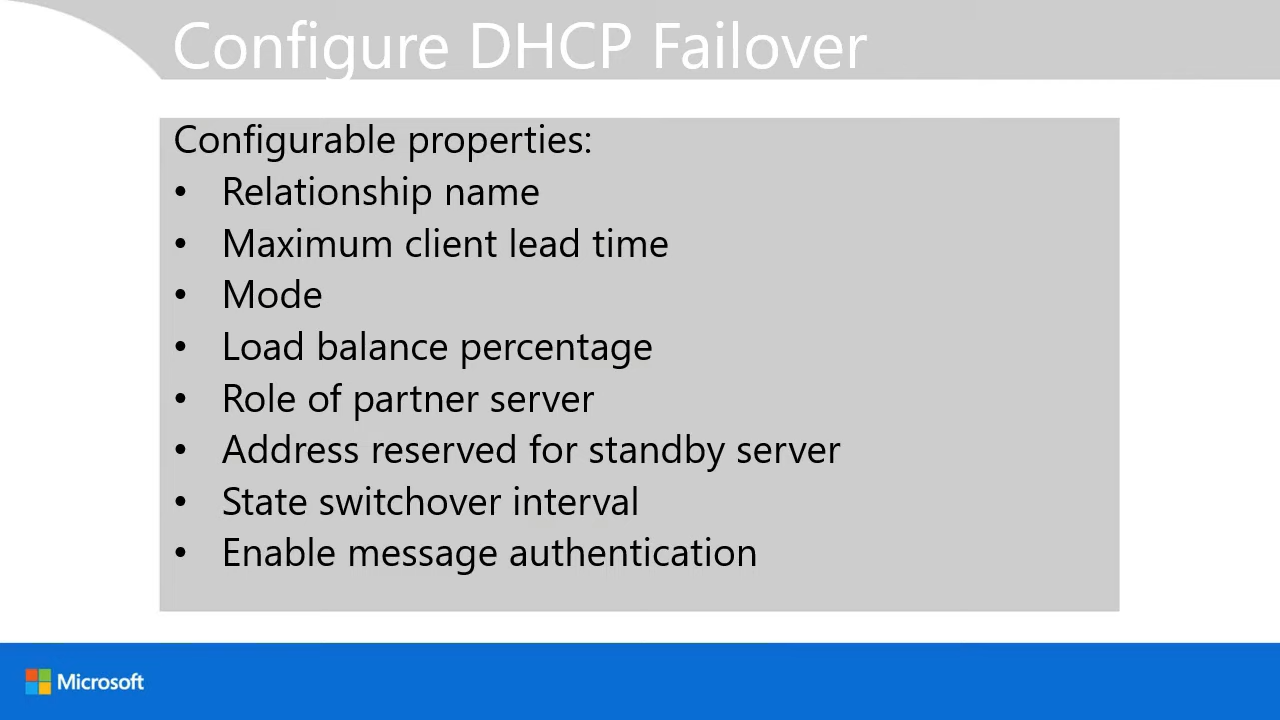 Configure DHCP Failover
Configurable properties:
• Relationship name
• Maximum client lead time
• Mode
• Load balance percentage
• Role of partner server
• Address reserved for standby server
• State switchover interval
• Enable message authentication
Microsoft